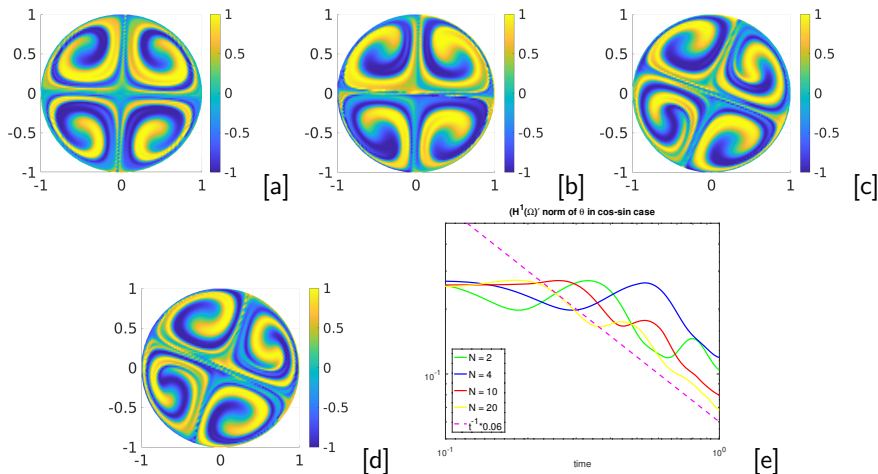 1
0.5
0
-0.5
-1
-1 0 1
1
0.5
0
-0.5
-1
[a]
1
0.5
0
-0.5
-1
-1 0 1
1
0.5
0
-0.5
-1
[b]
1
0.5
0
-0.5
-1
-1 0 1
1
0.5
0
-0.5
-1
[c]
1
0.5
0
-0.5
-1
-1 0 1
1
0.5
0
-0.5
-1
[d]
(H¹(Ω)' norm of θ in cos-sin case
10⁻¹
N = 2
N = 4
N = 10
N = 20
t⁻¹*0.06
10⁻¹ 10⁰
time
[e]